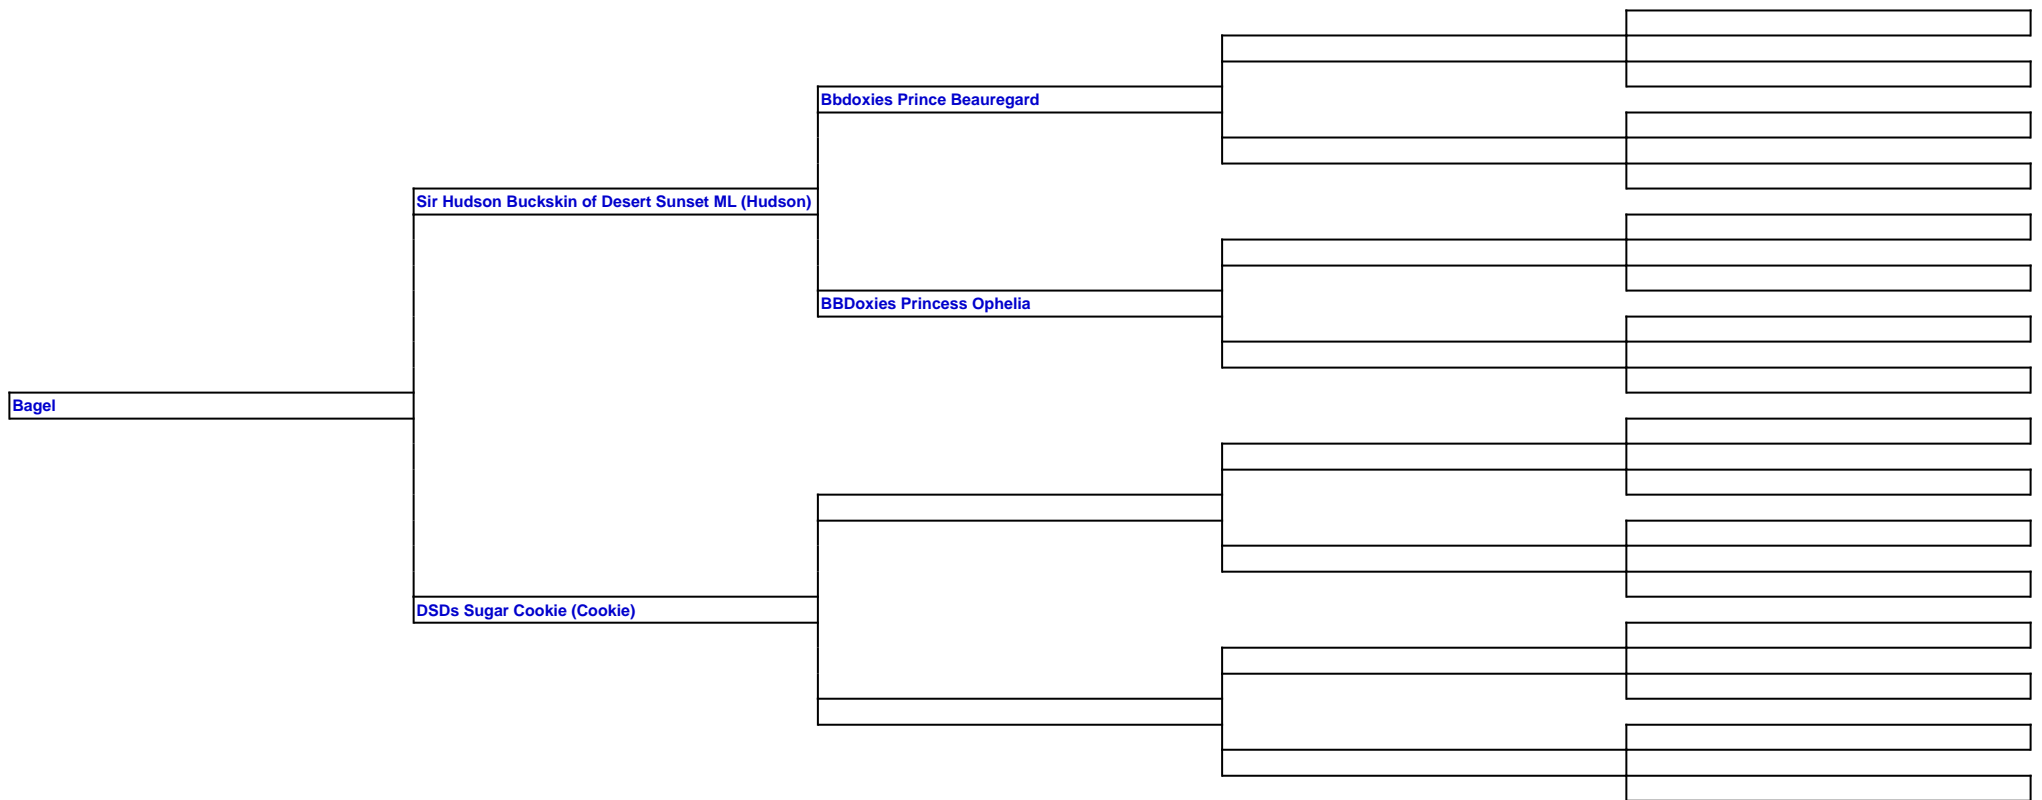 Bbdoxies Prince Beauregard
Sir Hudson Buckskin of Desert Sunset ML (Hudson)
BBDoxies Princess Ophelia
Bagel
DSDs Sugar Cookie (Cookie)